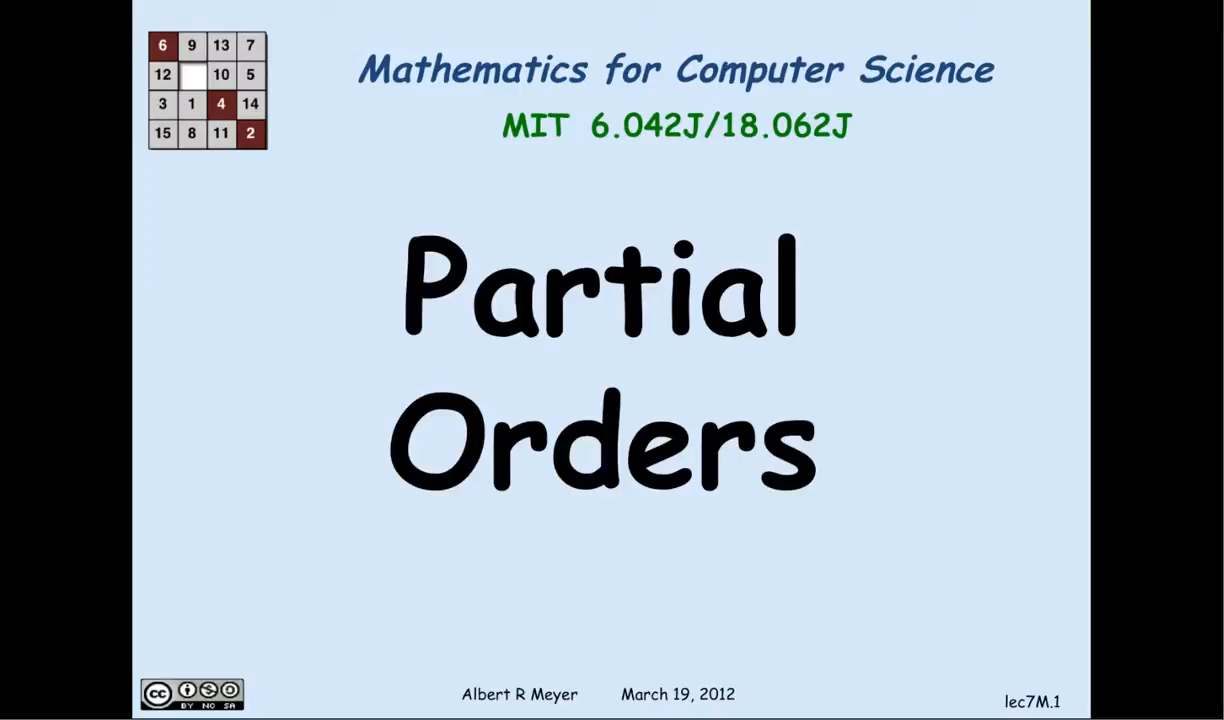 6 9 13 7
12 10 5
3 1 4 14
15 8 11 2
Mathematics for Computer Science
MIT 6.042J/18.062J
Partial
Orders
cc
BY NC SA
Albert R Meyer March 19, 2012
lec7M.1